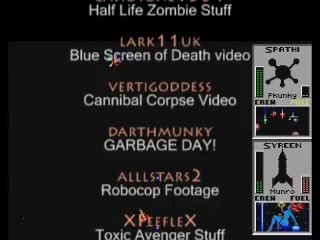 Half Life Zombie Stuff
LARK11UK
Blue Screen of Death video
VERTIGODDESS
Cannibal Corpse Video
DARTHMUNKY
GARBAGE DAY!
ALLLSTARS2
Robocop Footage
XPEEFLEX
Toxic Avenger Stuff
SPATHI
Pkunky
CREW FUEL
SYREEN
Munro
CREW FUEL